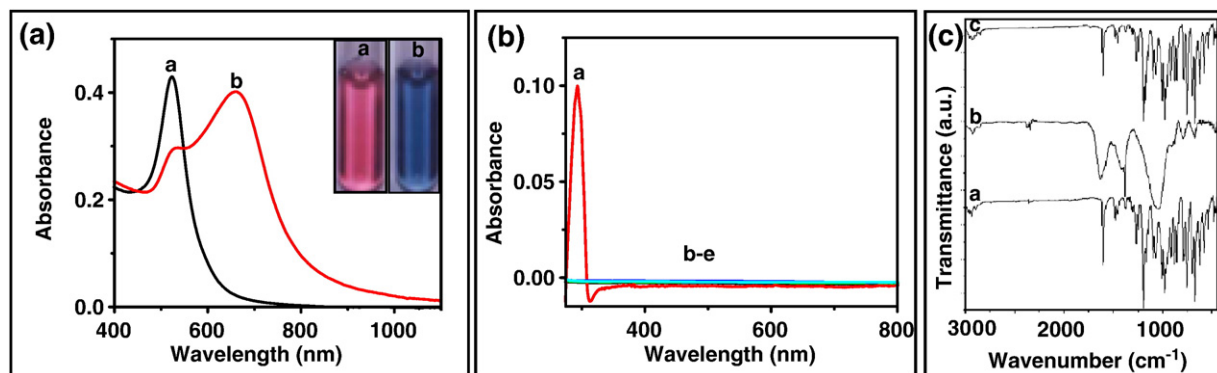 (a)
a
b
a
b
0.4
0.2
0.0
400
600
800
1000
Absorbance
Wavelength (nm)
(b)
a
b-e
0.10
0.05
0.00
400
600
800
Absorbance
Wavelength (nm)
(c)
c
b
a
3000
2000
1000
Transmittance (a.u.)
Wavenumber (cm⁻¹)